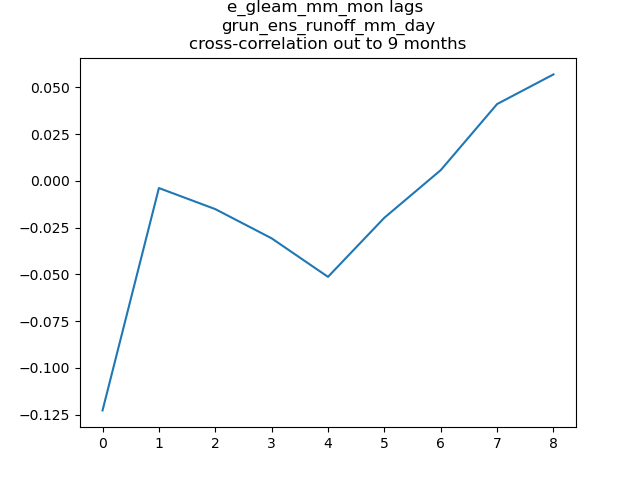 e_gleam_mm_mon lags
grun_ens_runoff_mm_day
cross-correlation out to 9 months
0.050
0.025
0.000
−0.025
−0.050
−0.075
−0.100
−0.125
0 1 2 3 4 5 6 7 8